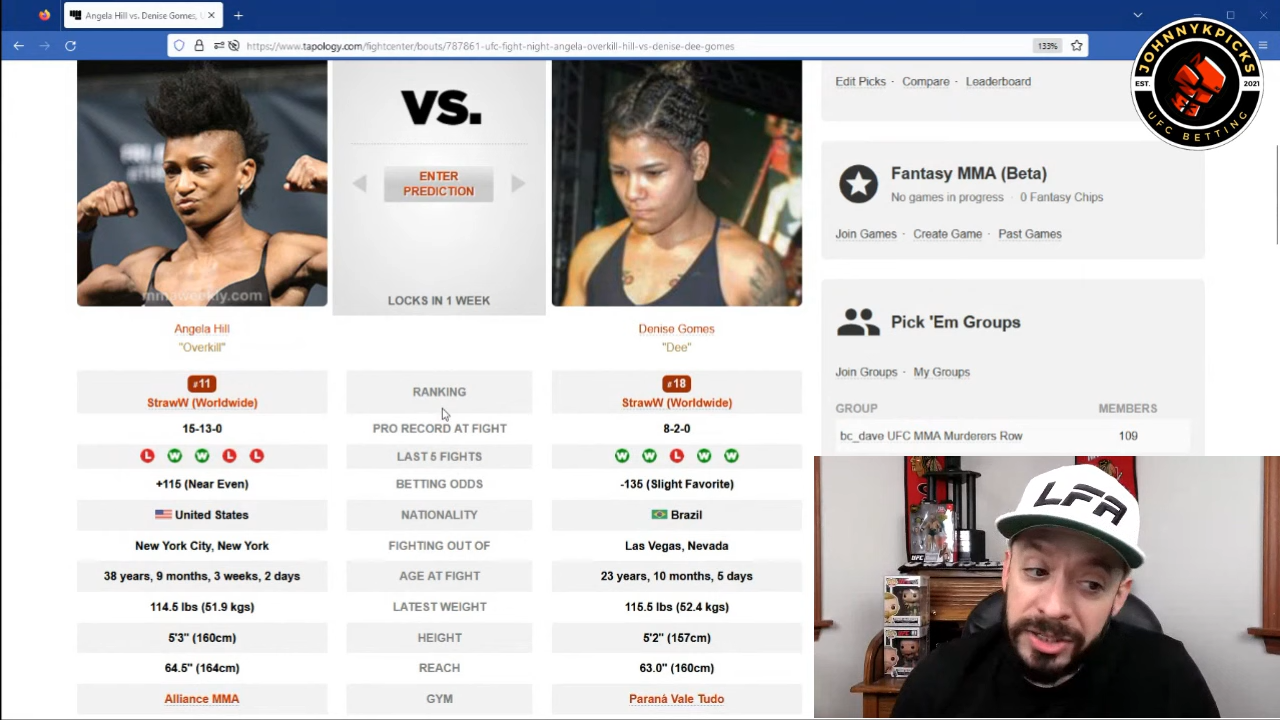 Angela Hill vs. Denise Gomes,
https://www.tapology.com/fightcenter/bouts/787861-ufc-fight-night-angela-overkill-hill-vs-denise-dee-gomes
133%
JOHNNYKPICKS
EST. 2021
UFC BETTING
VS.
ENTER
PREDICTION
LOCKS IN 1 WEEK
mmaweekly.com
Angela Hill
"Overkill"
Denise Gomes
"Dee"
#11 RANKING #18
StrawW (Worldwide) StrawW (Worldwide)
15-13-0 PRO RECORD AT FIGHT 8-2-0
L W W L L LAST 5 FIGHTS W W L W W
+115 (Near Even) BETTING ODDS -135 (Slight Favorite)
United States NATIONALITY Brazil
New York City, New York FIGHTING OUT OF Las Vegas, Nevada
38 years, 9 months, 3 weeks, 2 days AGE AT FIGHT 23 years, 10 months, 5 days
114.5 lbs (51.9 kgs) LATEST WEIGHT 115.5 lbs (52.4 kgs)
5'3" (160cm) HEIGHT 5'2" (157cm)
64.5" (164cm) REACH 63.0" (160cm)
Alliance MMA GYM Paraná Vale Tudo
Edit Picks · Compare · Leaderboard
Fantasy MMA (Beta)
No games in progress · 0 Fantasy Chips
Join Games · Create Game · Past Games
Pick 'Em Groups
Join Groups · My Groups
GROUP MEMBERS
bc_dave UFC MMA Murderers Row 109
LFA
UFC